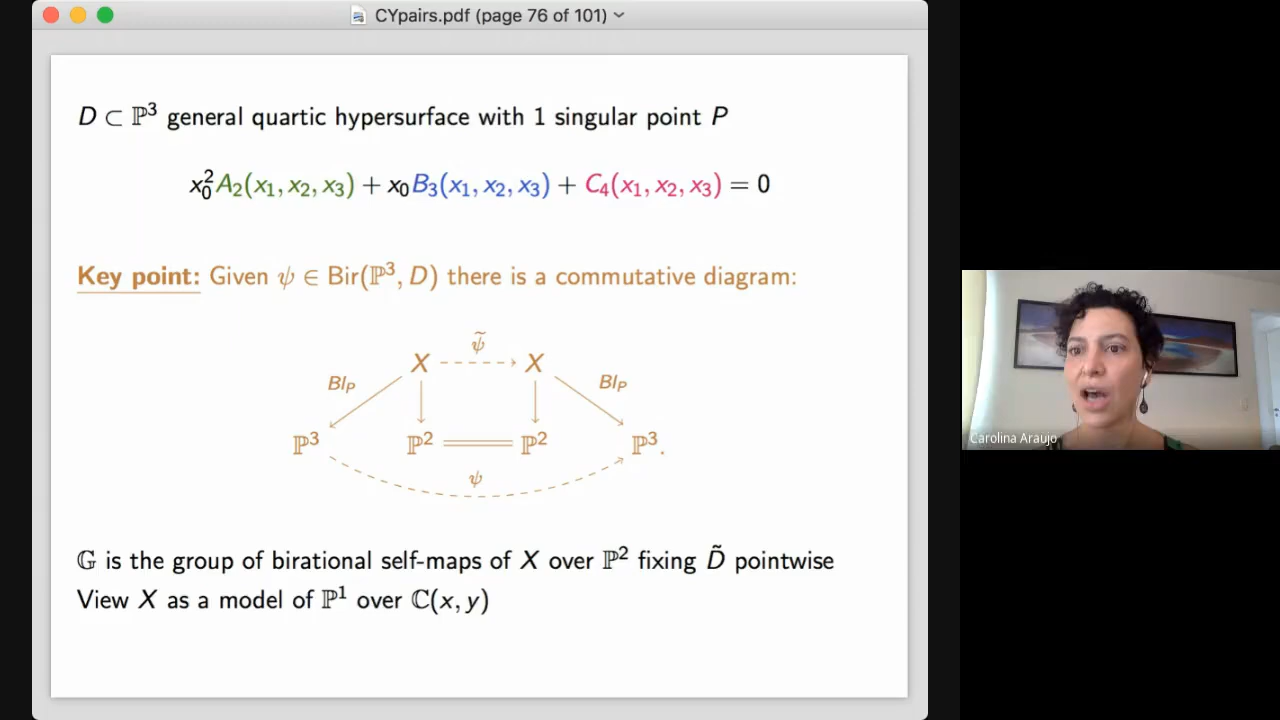 CYpairs.pdf (page 76 of 101)
D ⊂ ℙ³ general quartic hypersurface with 1 singular point P
x₀²A₂(x₁, x₂, x₃) + x₀B₃(x₁, x₂, x₃) + C₄(x₁, x₂, x₃) = 0
Key point: Given ψ ∈ Bir(ℙ³, D) there is a commutative diagram:
ψ̃
X X
Bl_P Bl_P
ℙ³ ℙ² ℙ² ℙ³.
ψ
𝔾 is the group of birational self-maps of X over ℙ² fixing D̃ pointwise
View X as a model of ℙ¹ over ℂ(x, y)
Carolina Araujo